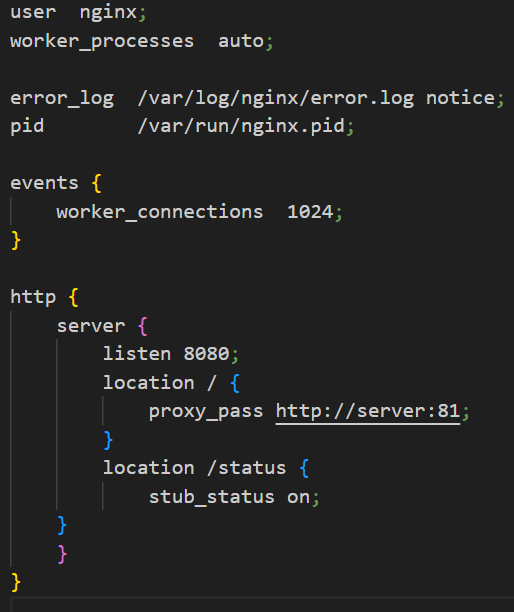 user  nginx;
worker_processes  auto;

error_log  /var/log/nginx/error.log notice;
pid        /var/run/nginx.pid;

events {
    worker_connections  1024;
}

http {
    server {
        listen 8080;
        location / {
            proxy_pass http://server:81;
        }
        location /status {
            stub_status on;
    }
    }
}